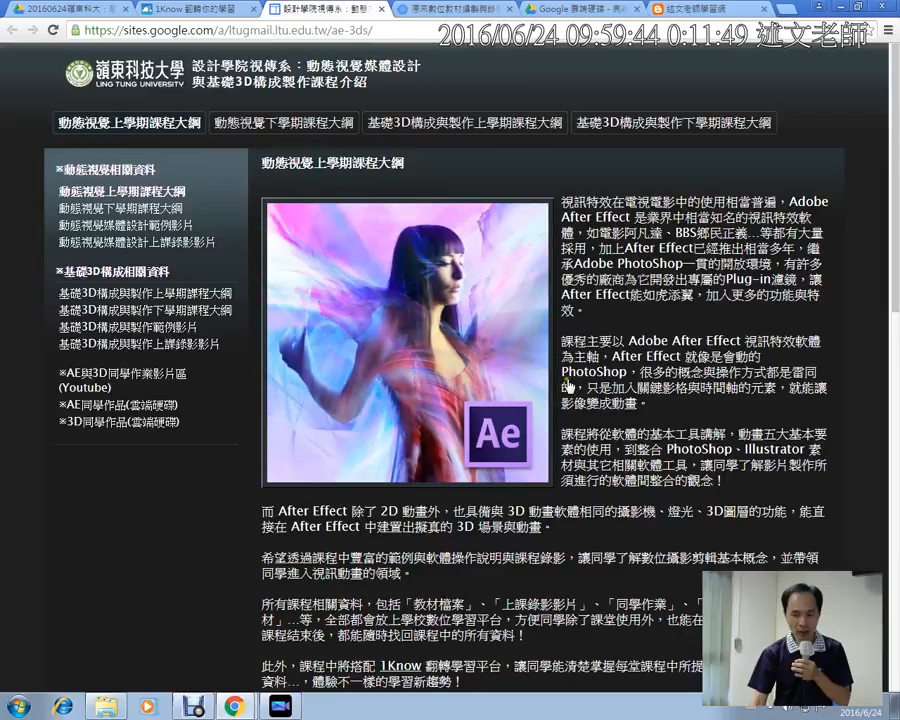 20160624羅東科大：
1Know 翻轉你的學習
設計學院視傳系：動態
Google 雲端硬碟
述文老師學習網
https://sites.google.com/a/ltugmail.ltu.edu.tw/ae-3ds/
2016/06/24 09:59:44 0:11:49 述文老師
嶺東科技大學
LING TUNG UNIVERSITY
設計學院視傳系：動態視覺媒體設計
與基礎3D構成製作課程介紹
動態視覺上學期課程大綱
動態視覺下學期課程大綱
基礎3D構成與製作上學期課程大綱
基礎3D構成與製作下學期課程大綱
※動態視覺相關資料
動態視覺上學期課程大綱
動態視覺下學期課程大綱
動態視覺媒體設計範例影片
動態視覺媒體設計上課錄影影片
※基礎3D構成相關資料
基礎3D構成與製作上學期課程大綱
基礎3D構成與製作下學期課程大綱
基礎3D構成與製作範例影片
基礎3D構成與製作上課錄影影片
※AE與3D同學作業影片區
(Youtube)
※AE同學作品(雲端硬碟)
※3D同學作品(雲端硬碟)
動態視覺上學期課程大綱
Ae
視訊特效在電視電影中的使用相當普遍，Adobe
After Effect 是業界中相當知名的視訊特效軟
體，如電影阿凡達、BBS鄉民正義...等都有大量
採用，加上After Effect已經推出相當多年，繼
承Adobe PhotoShop一貫的開放環境，有許多
優秀的廠商為它開發出專屬的Plug-in濾鏡，讓
After Effect能如虎添翼，加入更多的功能與特
效。
課程主要以 Adobe After Effect 視訊特效軟體
為主軸，After Effect 就像是會動的
PhotoShop，很多的概念與操作方式都是雷同
的，只是加入關鍵影格與時間軸的元素，就能讓
影像變成動畫。
課程將從軟體的基本工具講解，動畫五大基本要
素的使用，到整合 PhotoShop、Illustrator 素
材與其它相關軟體工具，讓同學了解影片製作所
須進行的軟體間整合的觀念！
而 After Effect 除了 2D 動畫外，也具備與 3D 動畫軟體相同的攝影機、燈光、3D圖層的功能，能直
接在 After Effect 中建置出擬真的 3D 場景與動畫。
希望透過課程中豐富的範例與軟體操作說明與課程錄影，讓同學了解數位攝影剪輯基本概念，並帶領
同學進入視訊動畫的領域。
所有課程相關資料，包括「教材檔案」、「上課錄影影片」、「同學作業」、「
材」...等，全部都會放上學校數位學習平台，方便同學除了課堂使用外，也能在
課程結束後，都能隨時找回課程中的所有資料！
此外，課程中將搭配 1Know 翻轉學習平台，讓同學能清楚掌握每堂課程中所提
資料...，體驗不一樣的學習新趨勢！
2016/6/24